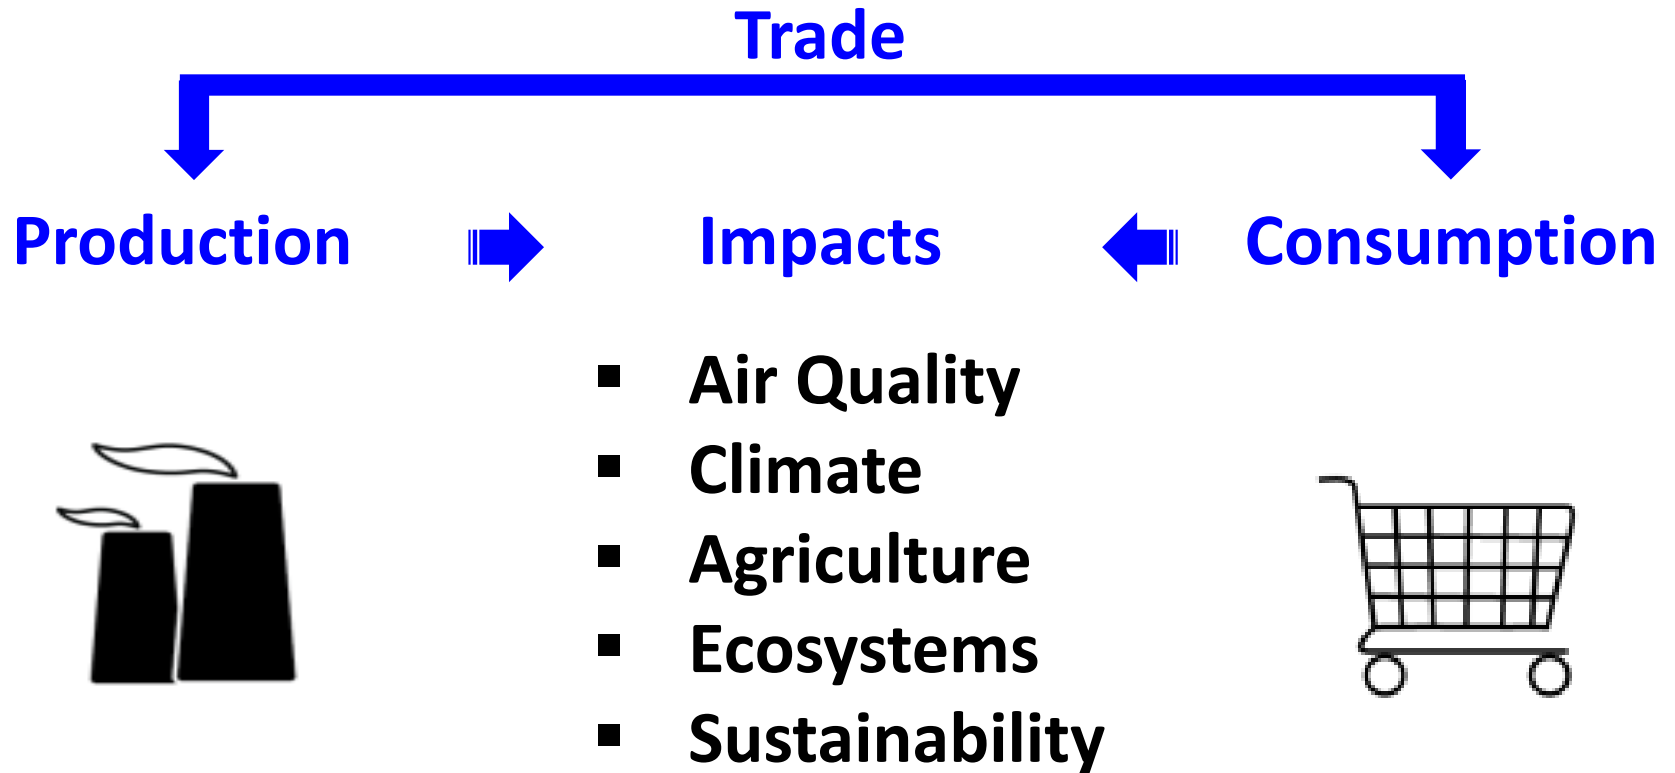 Trade
Production Impacts Consumption
▪ Air Quality
▪ Climate
▪ Agriculture
▪ Ecosystems
▪ Sustainability